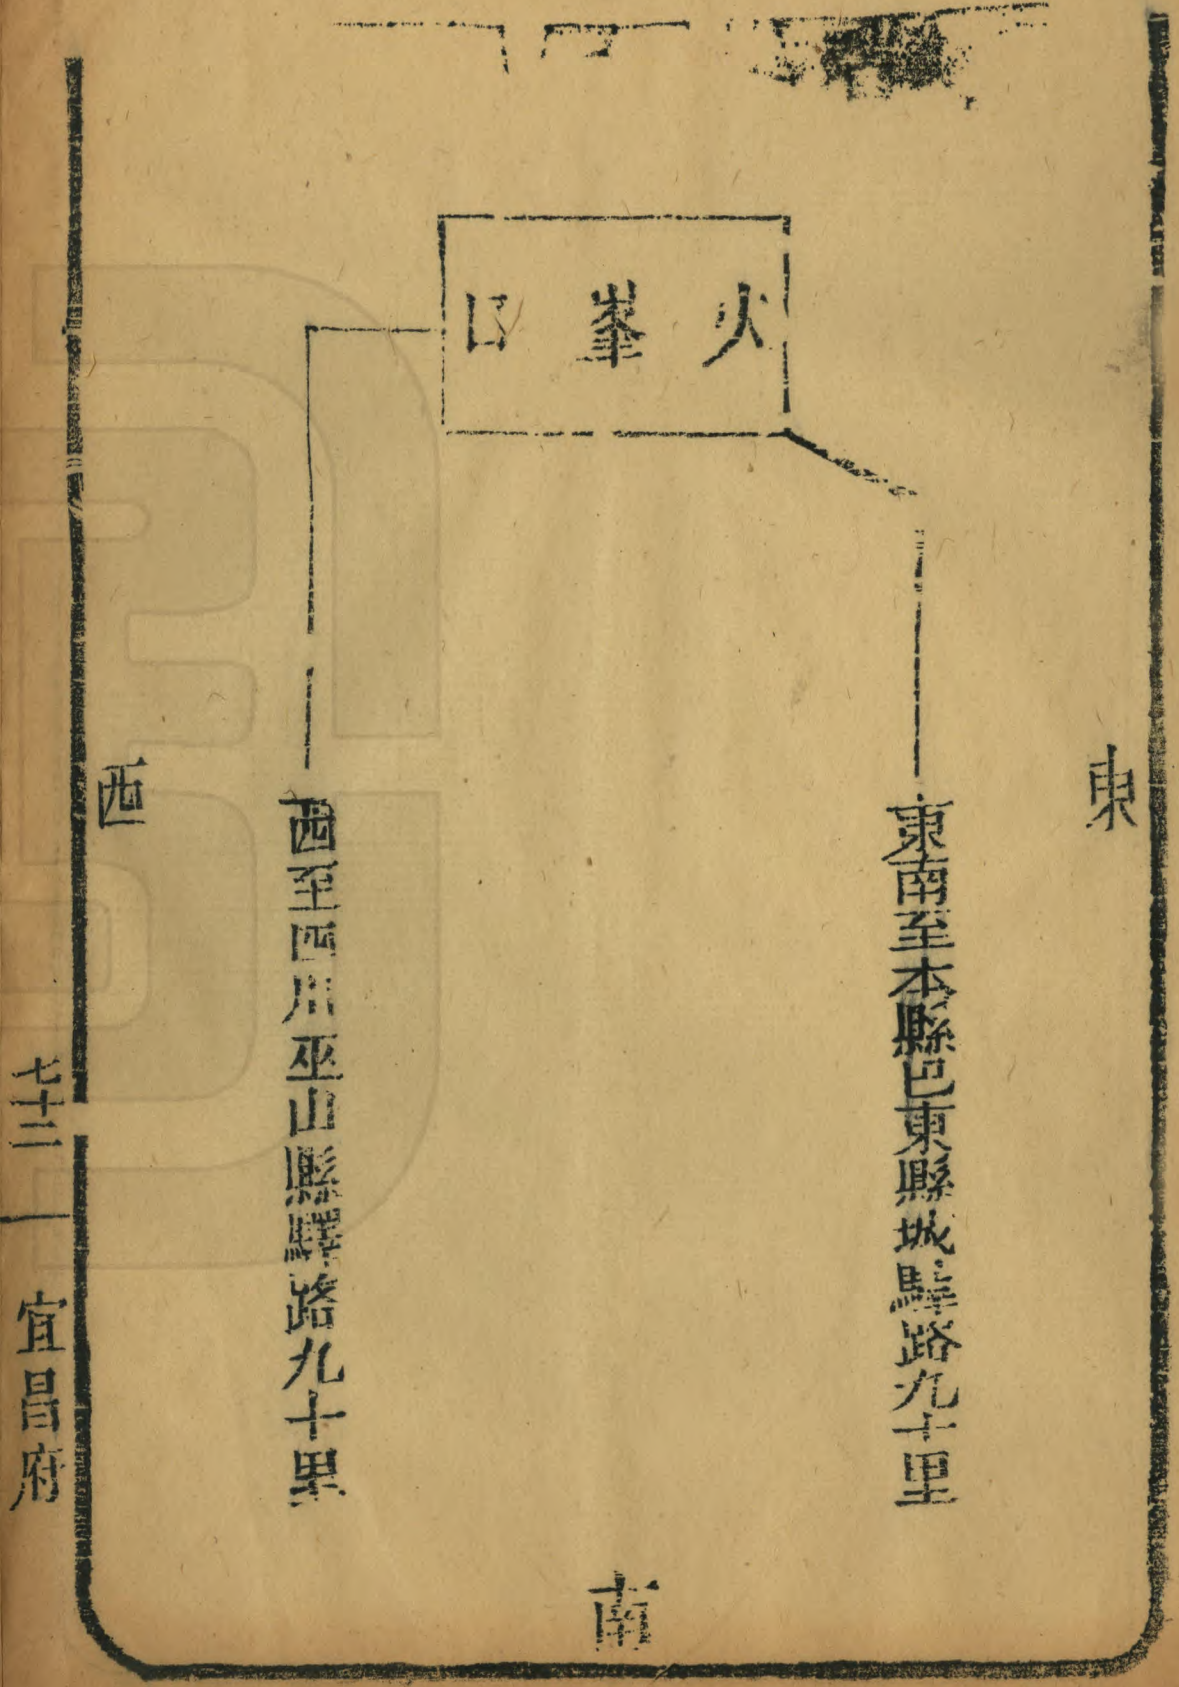 火峯口
東
東南至本縣巴東縣城驛路九十里
南
西至四川巫山縣驛路九十里
西
七十二
宜昌府